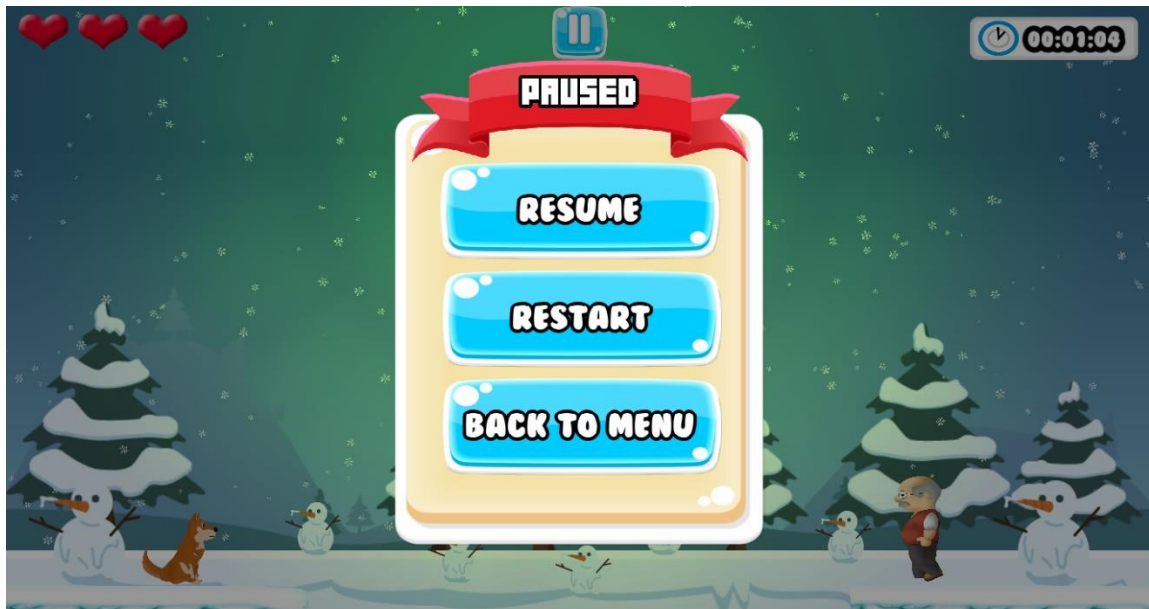 00:01:04
PAUSED
RESUME
RESTART
BACK TO MENU